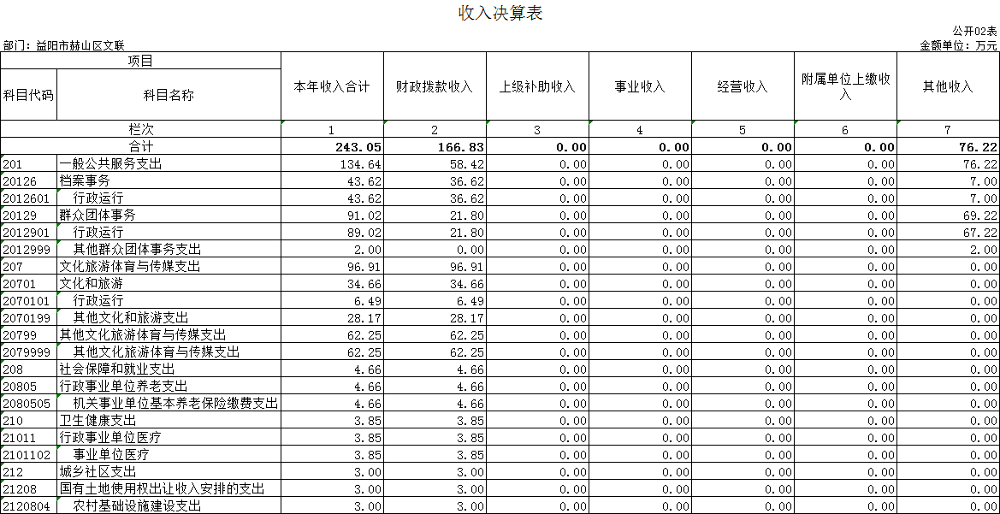 收入决算表
公开02表
部门：益阳市赫山区文联 金额单位：万元
项目 本年收入合计 财政拨款收入 上级补助收入 事业收入 经营收入 附属单位上缴收入 其他收入
科目代码 科目名称
栏次 1 2 3 4 5 6 7
合计 243.05 166.83 0.00 0.00 0.00 0.00 76.22
201 一般公共服务支出 134.64 58.42 0.00 0.00 0.00 0.00 76.22
20126 档案事务 43.62 36.62 0.00 0.00 0.00 0.00 7.00
2012601 行政运行 43.62 36.62 0.00 0.00 0.00 0.00 7.00
20129 群众团体事务 91.02 21.80 0.00 0.00 0.00 0.00 69.22
2012901 行政运行 89.02 21.80 0.00 0.00 0.00 0.00 67.22
2012999 其他群众团体事务支出 2.00 0.00 0.00 0.00 0.00 0.00 2.00
207 文化旅游体育与传媒支出 96.91 96.91 0.00 0.00 0.00 0.00 0.00
20701 文化和旅游 34.66 34.66 0.00 0.00 0.00 0.00 0.00
2070101 行政运行 6.49 6.49 0.00 0.00 0.00 0.00 0.00
2070199 其他文化和旅游支出 28.17 28.17 0.00 0.00 0.00 0.00 0.00
20799 其他文化旅游体育与传媒支出 62.25 62.25 0.00 0.00 0.00 0.00 0.00
2079999 其他文化旅游体育与传媒支出 62.25 62.25 0.00 0.00 0.00 0.00 0.00
208 社会保障和就业支出 4.66 4.66 0.00 0.00 0.00 0.00 0.00
20805 行政事业单位养老支出 4.66 4.66 0.00 0.00 0.00 0.00 0.00
2080505 机关事业单位基本养老保险缴费支出 4.66 4.66 0.00 0.00 0.00 0.00 0.00
210 卫生健康支出 3.85 3.85 0.00 0.00 0.00 0.00 0.00
21011 行政事业单位医疗 3.85 3.85 0.00 0.00 0.00 0.00 0.00
2101102 事业单位医疗 3.85 3.85 0.00 0.00 0.00 0.00 0.00
212 城乡社区支出 3.00 3.00 0.00 0.00 0.00 0.00 0.00
21208 国有土地使用权出让收入安排的支出 3.00 3.00 0.00 0.00 0.00 0.00 0.00
2120804 农村基础设施建设支出 3.00 3.00 0.00 0.00 0.00 0.00 0.00